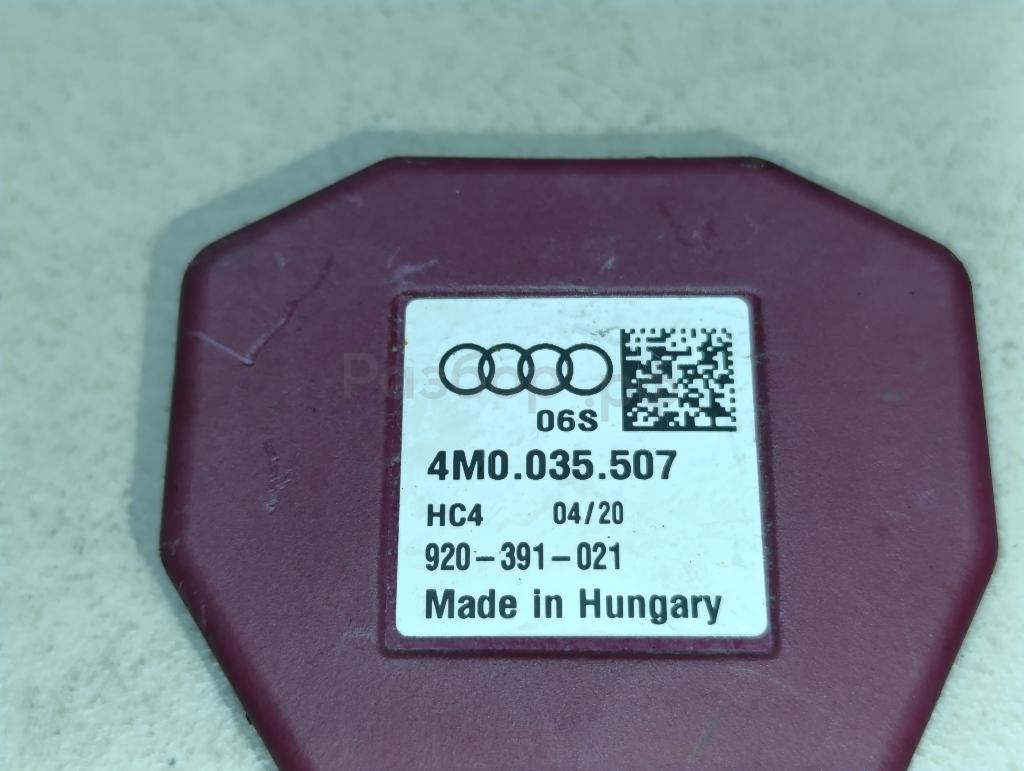 06S
4M0.035.507
HC4 04/20
920-391-021
Made in Hungary